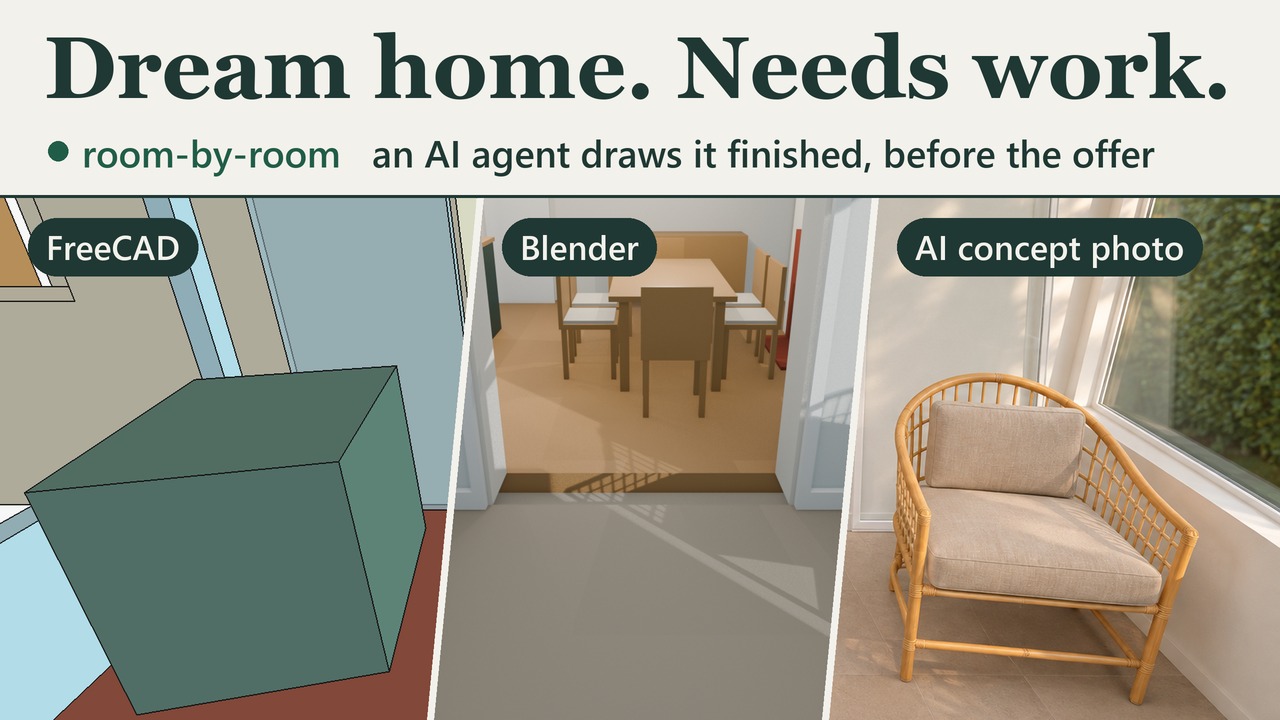 Dream home. Needs work.
room-by-room an AI agent draws it finished, before the offer
FreeCAD
Blender
AI concept photo